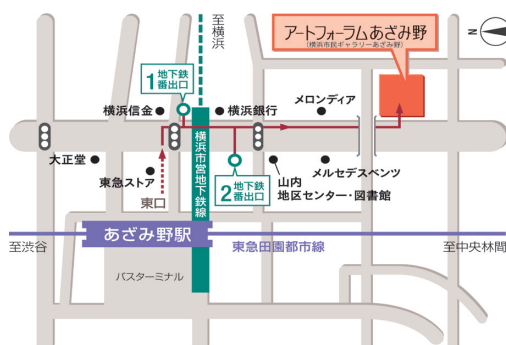 至横浜
アートフォーラムあざみ野
(横浜市民ギャラリーあざみ野)
N
1 地下鉄
番出口
横浜信金
横浜銀行
メロンディア
大正堂
東急ストア
東口
横浜市営地下鉄線
2 地下鉄
番出口
山内
地区センター・図書館
メルセデスベンツ
至渋谷
あざみ野駅
東急田園都市線
至中央林間
バスターミナル